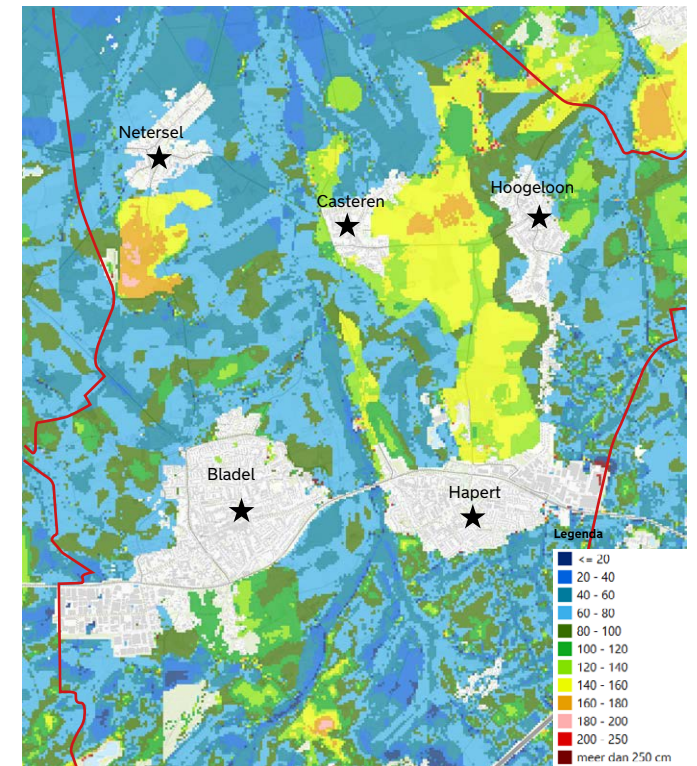 Netersel
Casteren
Hoogeloon
Bladel
Hapert
Legenda
<= 20
20 - 40
40 - 60
60 - 80
80 - 100
100 - 120
120 - 140
140 - 160
160 - 180
180 - 200
200 - 250
meer dan 250 cm